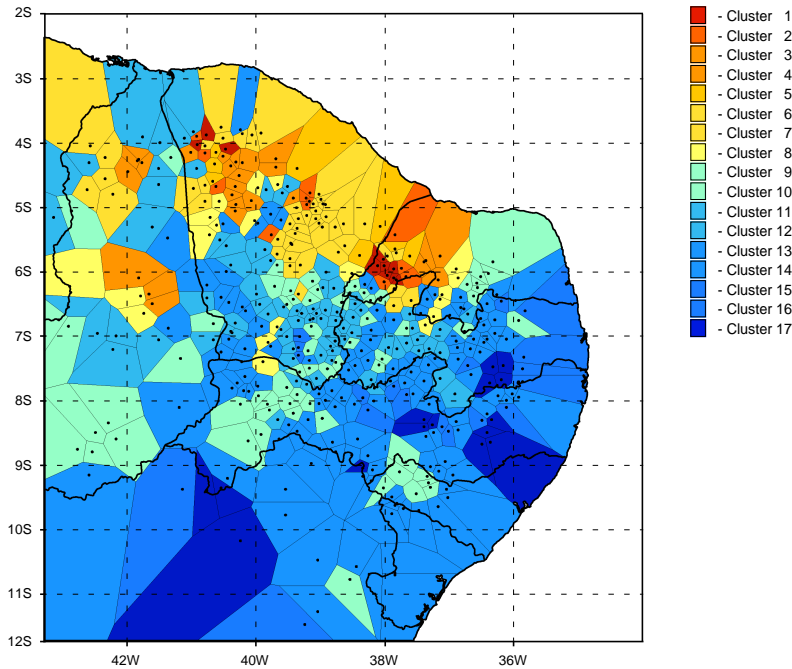 2S
3S
4S
5S
6S
7S
8S
9S
10S
11S
12S
42W 40W 38W 36W
- Cluster 1
- Cluster 2
- Cluster 3
- Cluster 4
- Cluster 5
- Cluster 6
- Cluster 7
- Cluster 8
- Cluster 9
- Cluster 10
- Cluster 11
- Cluster 12
- Cluster 13
- Cluster 14
- Cluster 15
- Cluster 16
- Cluster 17